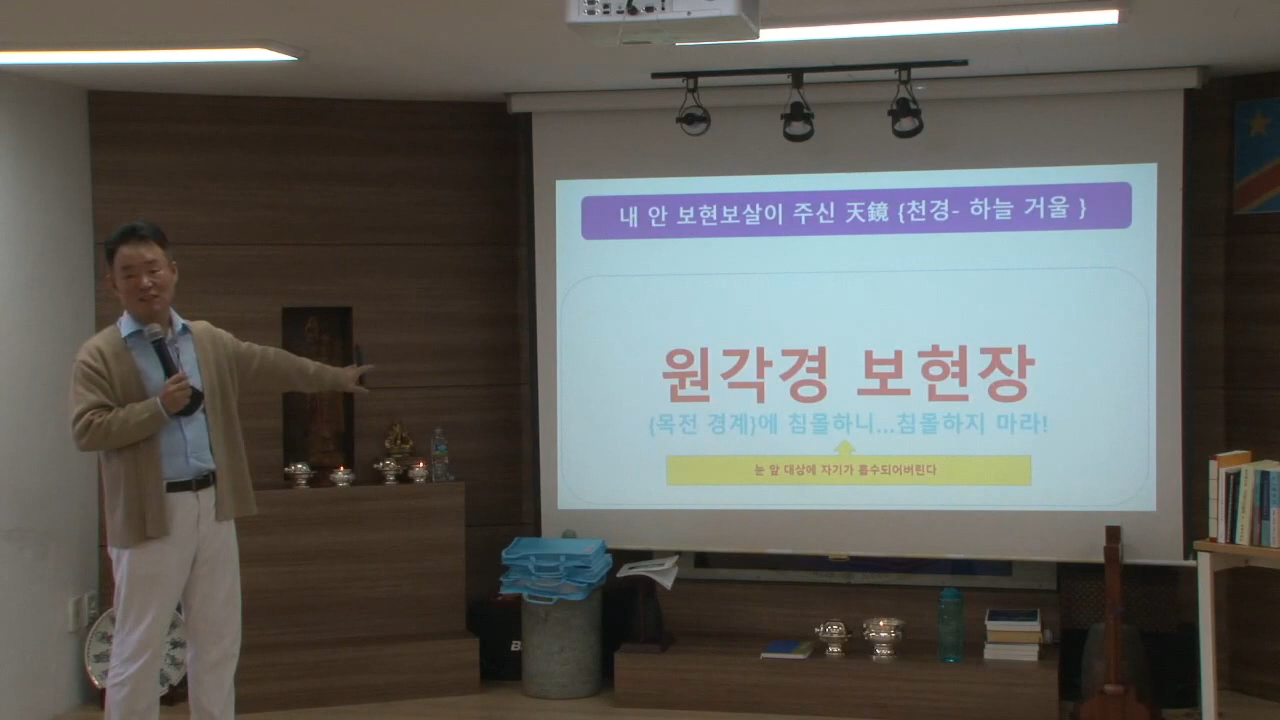 내 안 보현보살이 주신 天鏡 {천경- 하늘 거울 }
원각경 보현장
{목전 경계}에 침몰하니...침몰하지 마라!
눈 앞 대상에 자기가 흡수되어버린다